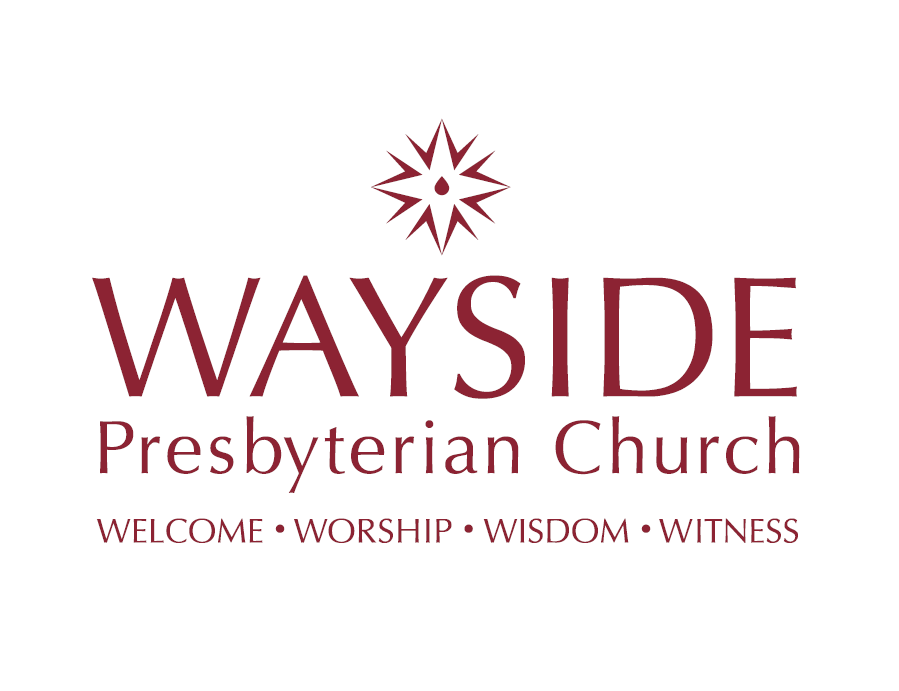 WAYSIDE
Presbyterian Church
WELCOME • WORSHIP • WISDOM • WITNESS